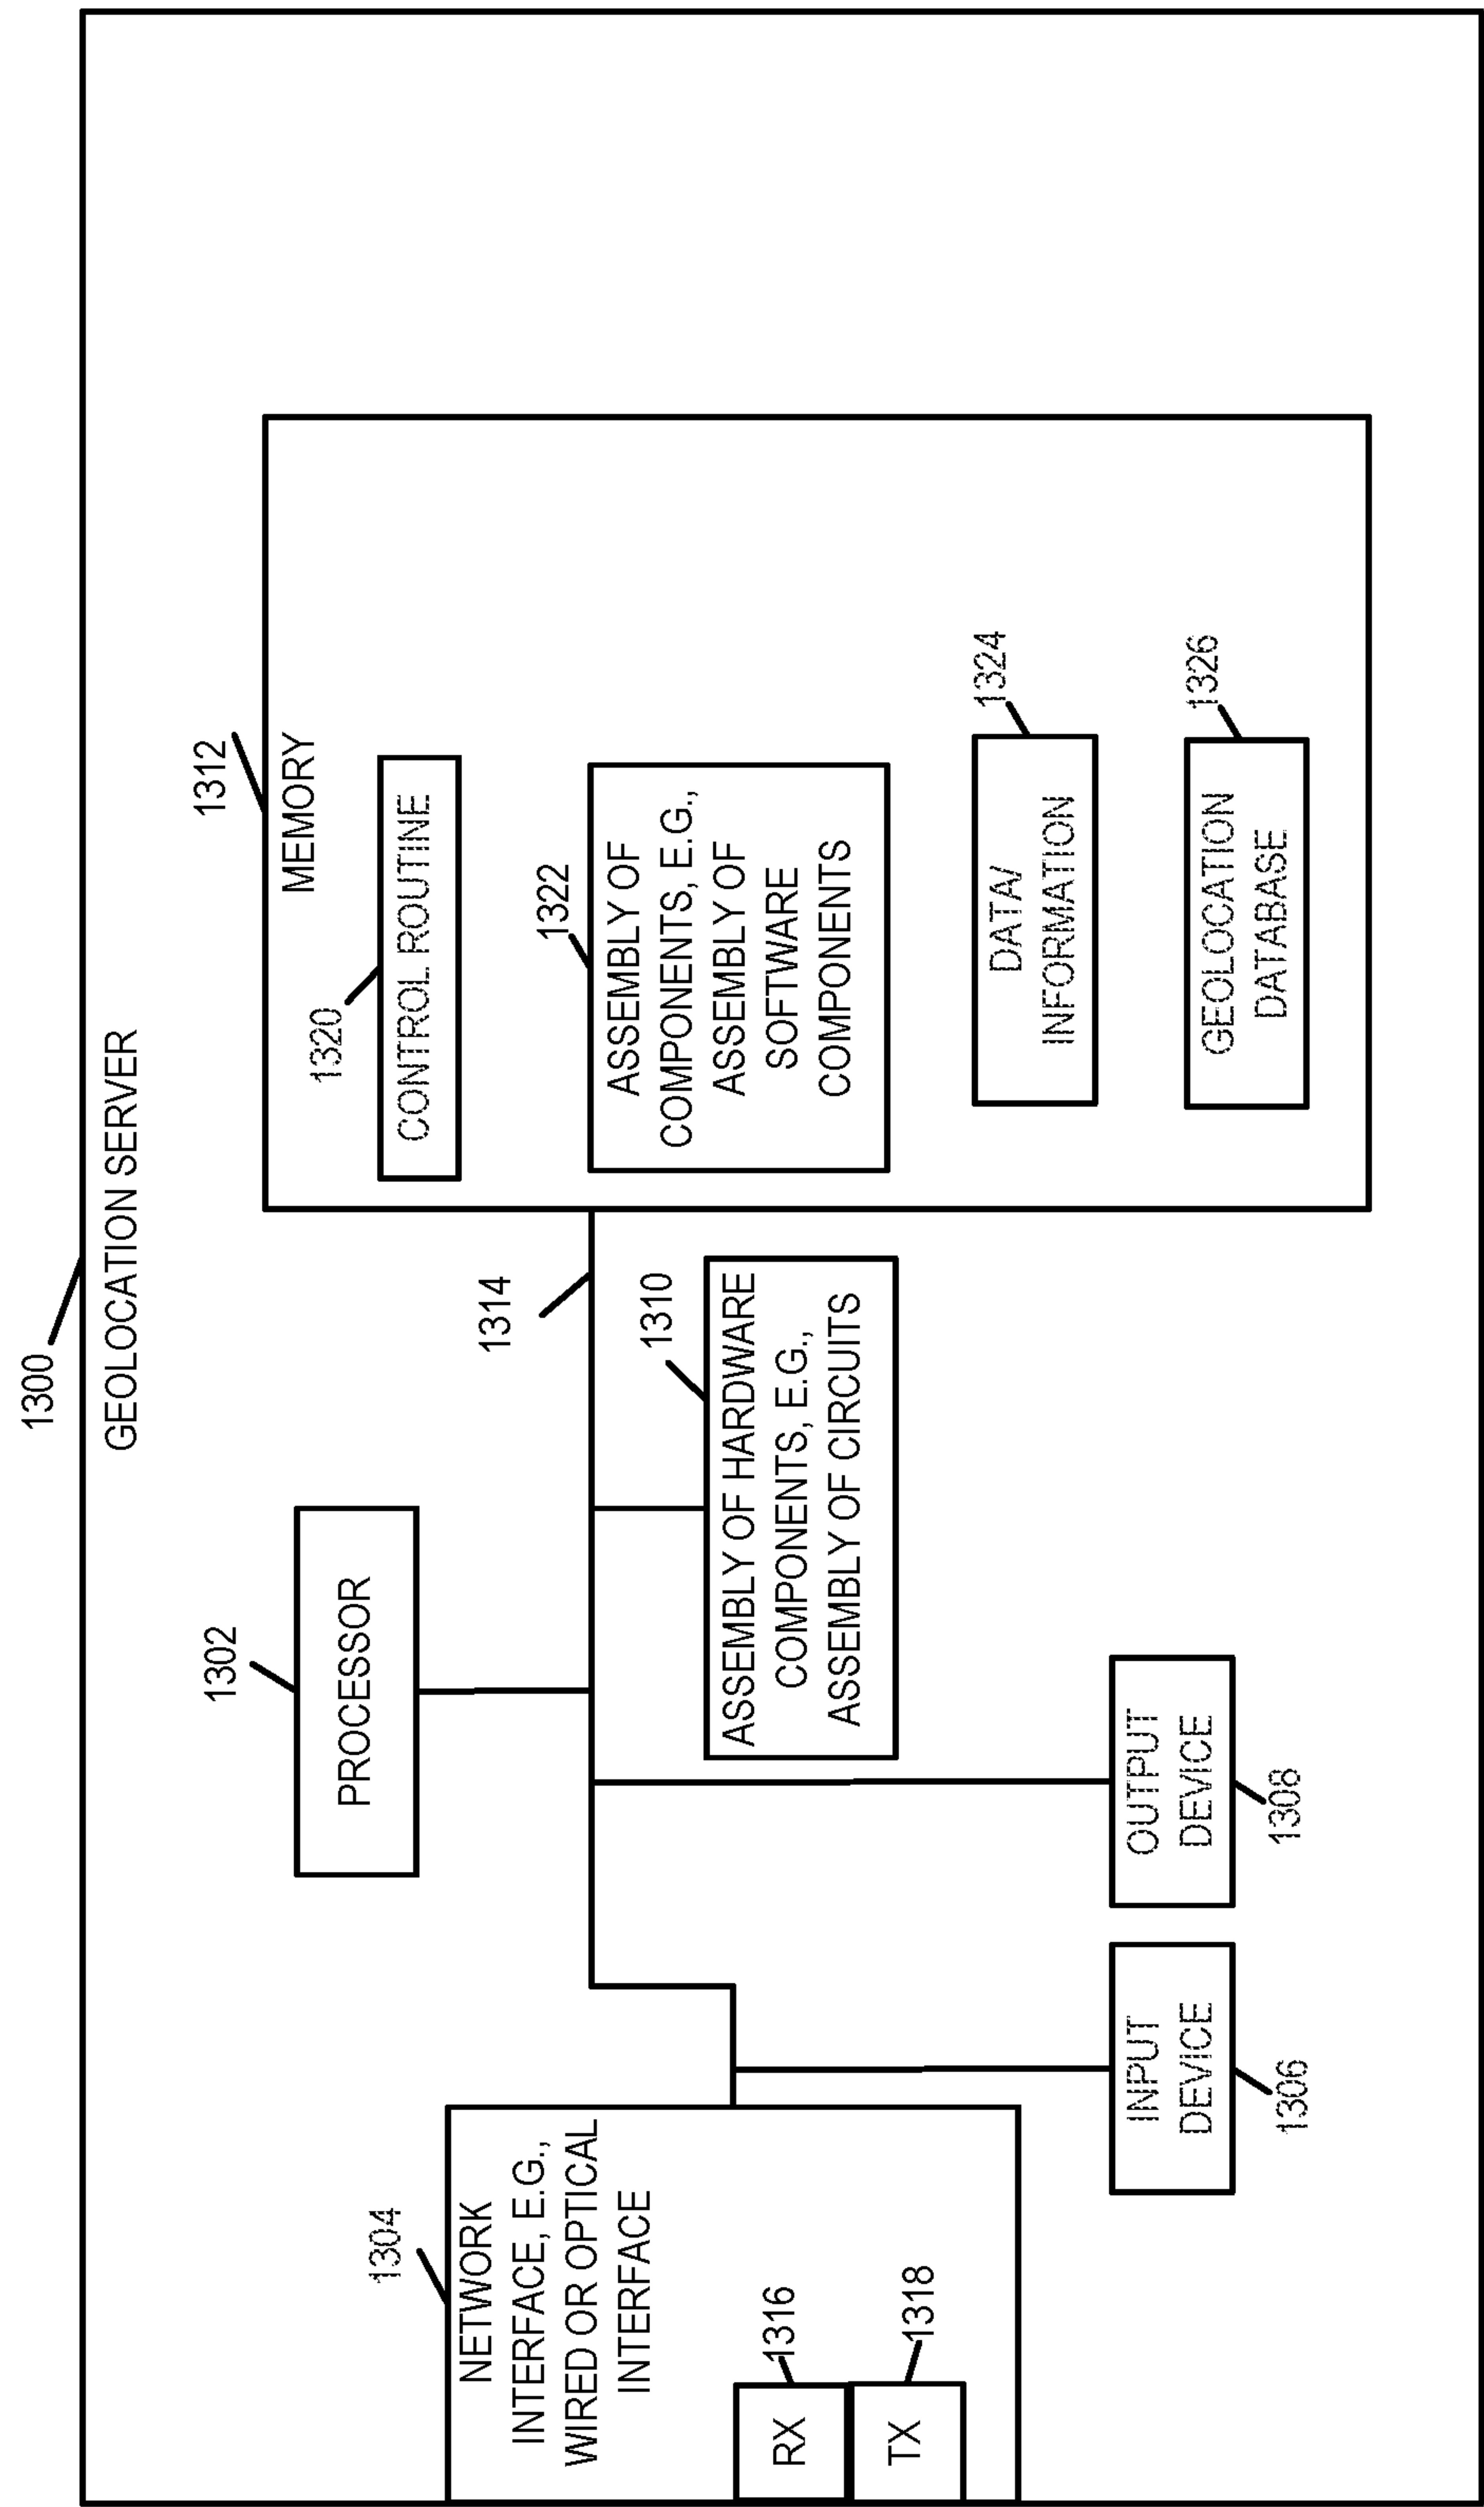 1300
GEOLOCATION SERVER
1304
NETWORK
INTERFACE, E.G.,
WIRED OR OPTICAL
INTERFACE
RX
1316
TX
1318
1302
PROCESSOR
1314
1310
ASSEMBLY OF HARDWARE
COMPONENTS, E.G.,
ASSEMBLY OF CIRCUITS
INPUT
DEVICE
1306
OUTPUT
DEVICE
1308
1312
MEMORY
1320
CONTROL ROUTINE
1322
ASSEMBLY OF
COMPONENTS, E.G.,
ASSEMBLY OF
SOFTWARE
COMPONENTS
1324
DATA/
INFORMATION
1326
GEOLOCATION
DATABASE